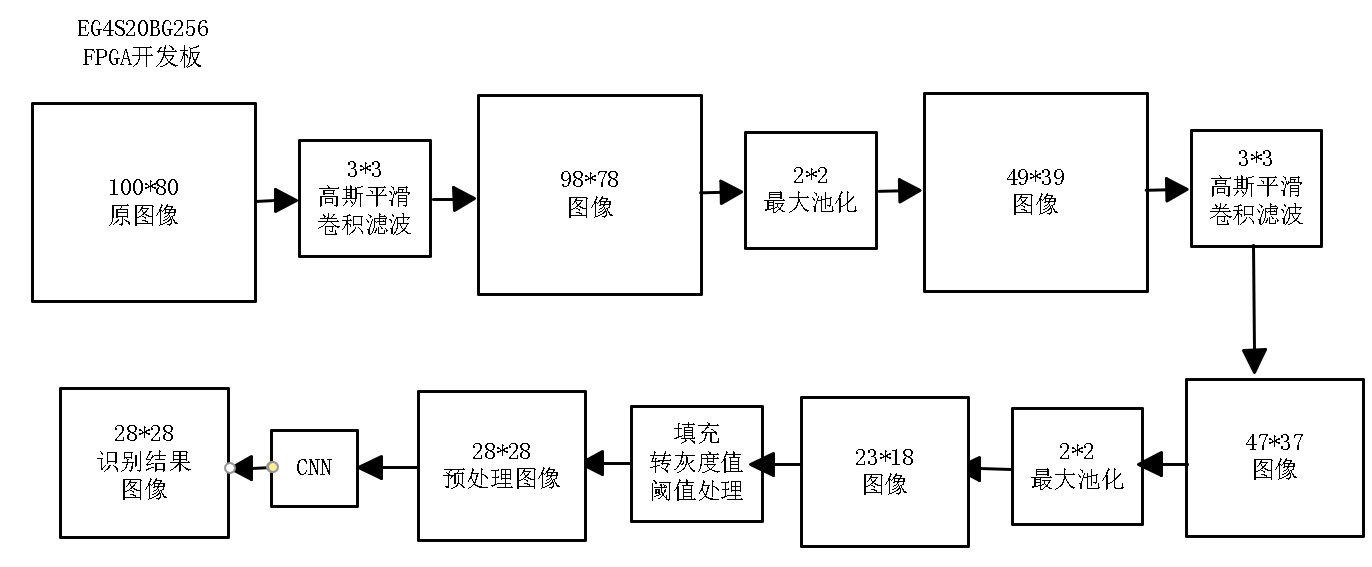 EG4S20BG256
FPGA开发板
100*80
原图像
3*3
高斯平滑
卷积滤波
98*78
图像
2*2
最大池化
49*39
图像
3*3
高斯平滑
卷积滤波
47*37
图像
2*2
最大池化
23*18
图像
填充
转灰度值
阈值处理
28*28
预处理图像
CNN
28*28
识别结果
图像